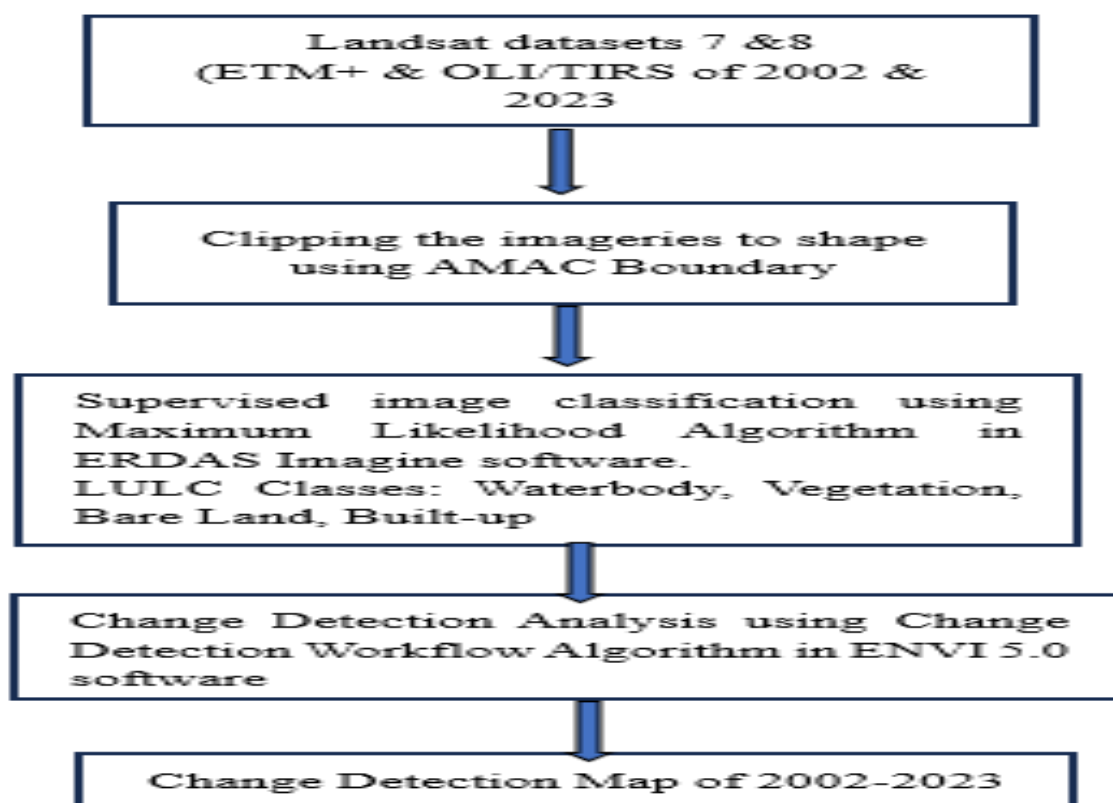 Landsat datasets 7 &8
(ETM+ & OLI/TIRS of 2002 &
2023
Clipping the imageries to shape
using AMAC Boundary
Supervised image classification using
Maximum Likelihood Algorithm in
ERDAS Imagine software.
LULC Classes: Waterbody, Vegetation,
Bare Land, Built-up
Change Detection Analysis using Change
Detection Workflow Algorithm in ENVI 5.0
software
Change Detection Map of 2002-2023